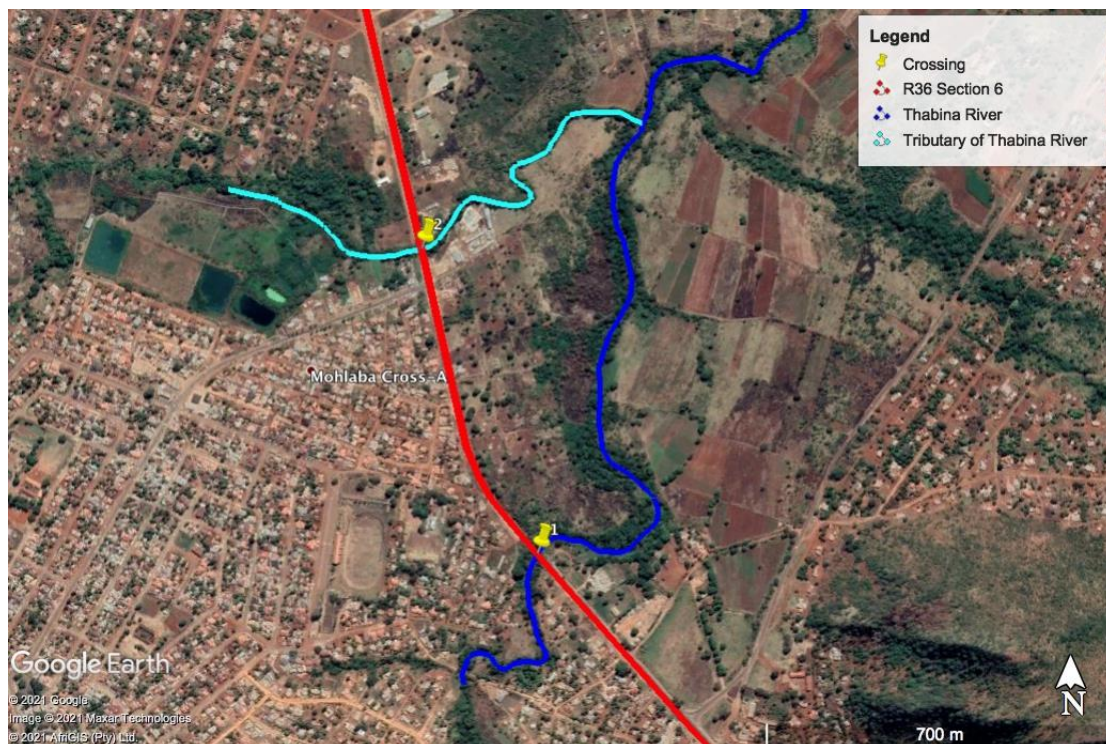 Legend
Crossing
R36 Section 6
Thabina River
Tributary of Thabina River
2
Mohlaba Cross-A
1
Google Earth
© 2021 Google
Image © 2021 Maxar Technologies
© 2021 AfriGIS (Pty) Ltd.
N
700 m